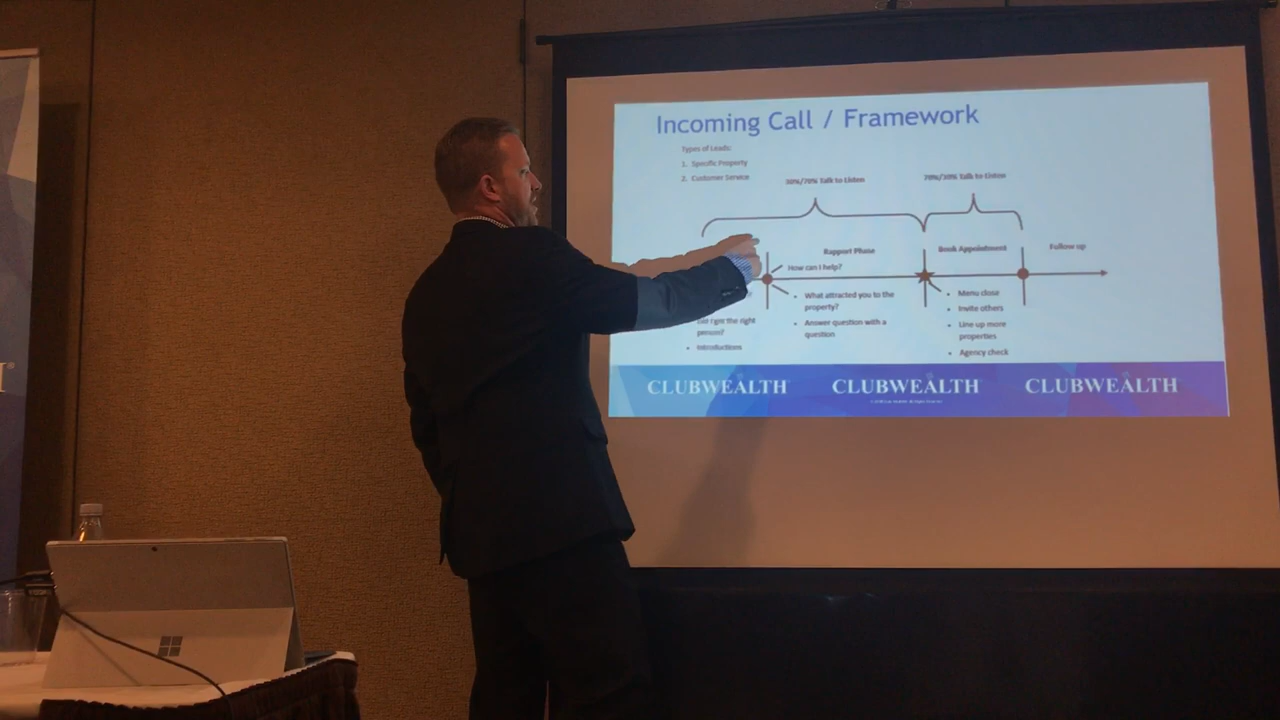 Incoming Call / Framework
Types of Leads:
1. Specific Property
2. Customer Service
30%/70% Talk to Listen
70%/30% Talk to Listen
Rapport Phase
Book Appointment
Follow up
How can I help?
• What attracted you to the
property?
• Answer question with a
question
• Menu close
• Invite others
• Line up more
properties
• Agency check
the right
person?
• Introductions
CLUBWEALTH CLUBWEALTH CLUBWEALTH